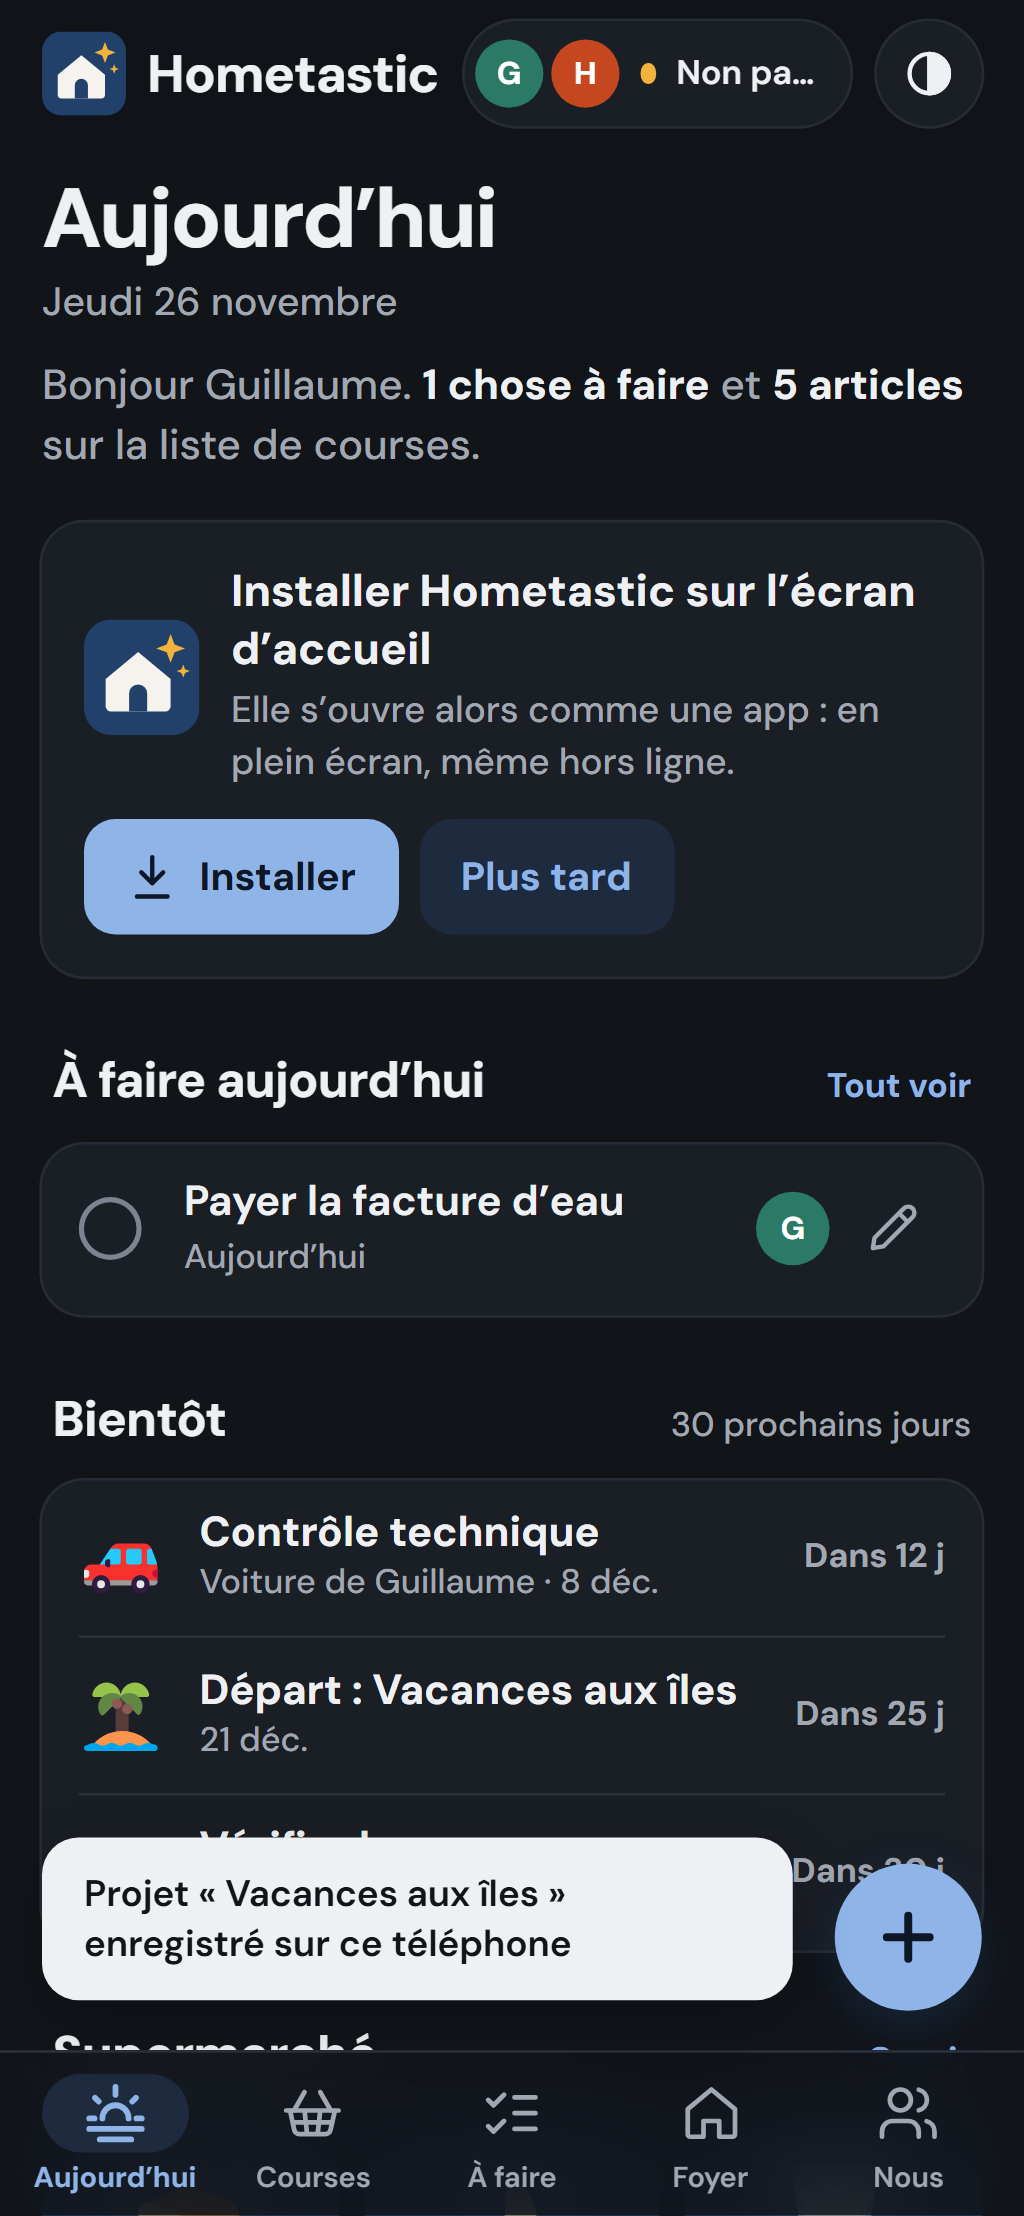 Hometastic
G H Non pa...
Aujourd’hui
Jeudi 26 novembre
Bonjour Guillaume. 1 chose à faire et 5 articles
sur la liste de courses.
Installer Hometastic sur l’écran
d’accueil
Elle s’ouvre alors comme une app : en
plein écran, même hors ligne.
Installer
Plus tard
À faire aujourd’hui
Tout voir
Payer la facture d’eau
Aujourd’hui
G
Bientôt
30 prochains jours
Contrôle technique
Voiture de Guillaume · 8 déc.
Dans 12 j
Départ : Vacances aux îles
21 déc.
Dans 25 j
Dans
Projet « Vacances aux îles »
enregistré sur ce téléphone
Supermarché
Aujourd’hui
Courses
À faire
Foyer
Nous